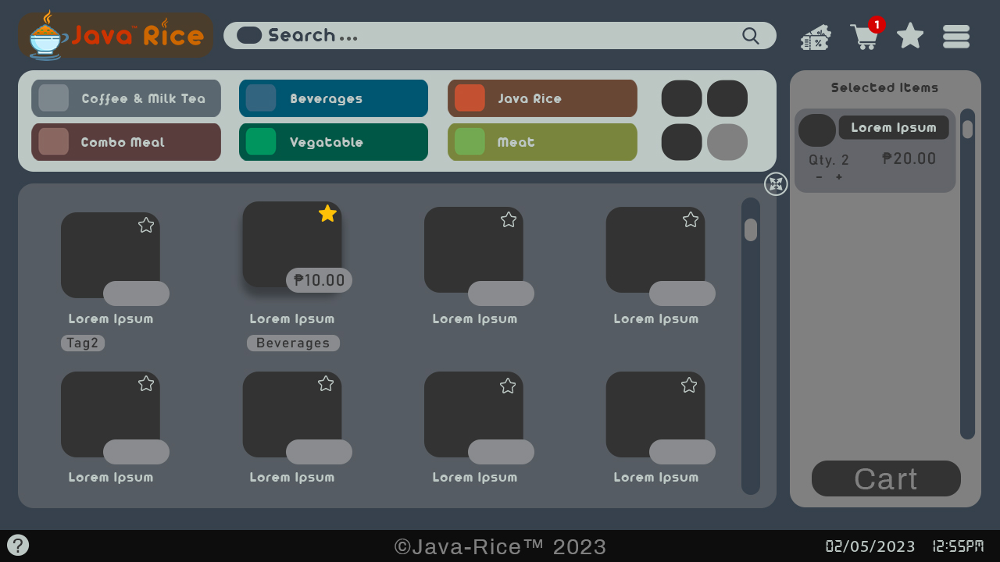 Java™ Rice
Search ...
%
1
Coffee & Milk Tea
Beverages
Java Rice
Combo Meal
Vegatable
Meat
Selected Items
Lorem Ipsum
Qty. 2
₱20.00
- +
₱10.00
Lorem Ipsum
Lorem Ipsum
Lorem Ipsum
Lorem Ipsum
Tag2
Beverages
Lorem Ipsum
Lorem Ipsum
Lorem Ipsum
Lorem Ipsum
Cart
?
©Java-Rice™ 2023
02/05/2023
12:55PM